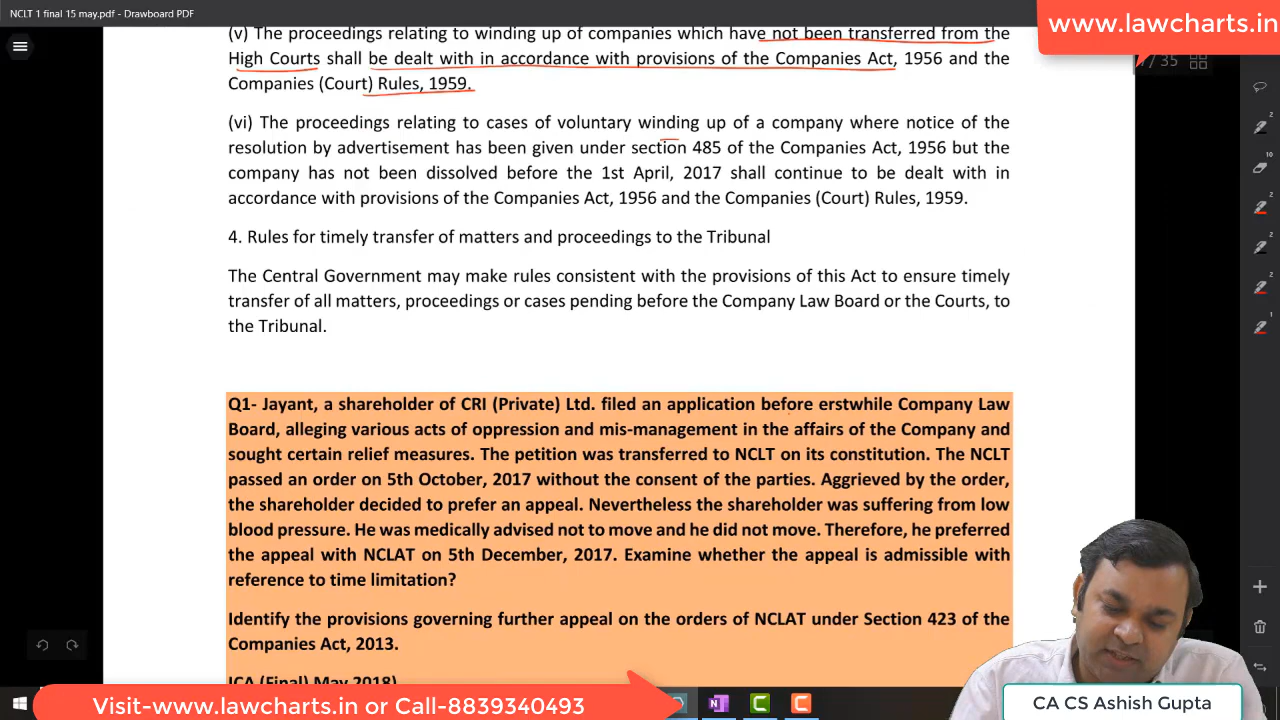 NCLT 1 final 15 may.pdf - Drawboard PDF
www.lawcharts.in
(v) The proceedings relating to winding up of companies which have not been transferred from the
High Courts shall be dealt with in accordance with provisions of the Companies Act, 1956 and the
Companies (Court) Rules, 1959.
/ 35
(vi) The proceedings relating to cases of voluntary winding up of a company where notice of the
resolution by advertisement has been given under section 485 of the Companies Act, 1956 but the
company has not been dissolved before the 1st April, 2017 shall continue to be dealt with in
accordance with provisions of the Companies Act, 1956 and the Companies (Court) Rules, 1959.
4. Rules for timely transfer of matters and proceedings to the Tribunal
The Central Government may make rules consistent with the provisions of this Act to ensure timely
transfer of all matters, proceedings or cases pending before the Company Law Board or the Courts, to
the Tribunal.
Q1- Jayant, a shareholder of CRI (Private) Ltd. filed an application before erstwhile Company Law
Board, alleging various acts of oppression and mis-management in the affairs of the Company and
sought certain relief measures. The petition was transferred to NCLT on its constitution. The NCLT
passed an order on 5th October, 2017 without the consent of the parties. Aggrieved by the order,
the shareholder decided to prefer an appeal. Nevertheless the shareholder was suffering from low
blood pressure. He was medically advised not to move and he did not move. Therefore, he preferred
the appeal with NCLAT on 5th December, 2017. Examine whether the appeal is admissible with
reference to time limitation?
Identify the provisions governing further appeal on the orders of NCLAT under Section 423 of the
Companies Act, 2013.
ICA (Final) May 2018)
2
10
2
2
2
2
1
Visit-www.lawcharts.in or Call-8839340493
CA CS Ashish Gupta